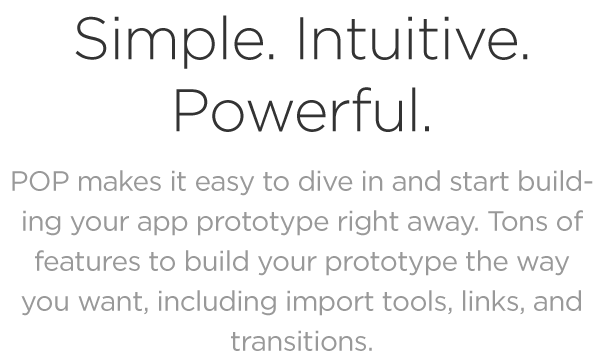 Simple. Intuitive.
Powerful.
POP makes it easy to dive in and start build-
ing your app prototype right away. Tons of
features to build your prototype the way
you want, including import tools, links, and
transitions.